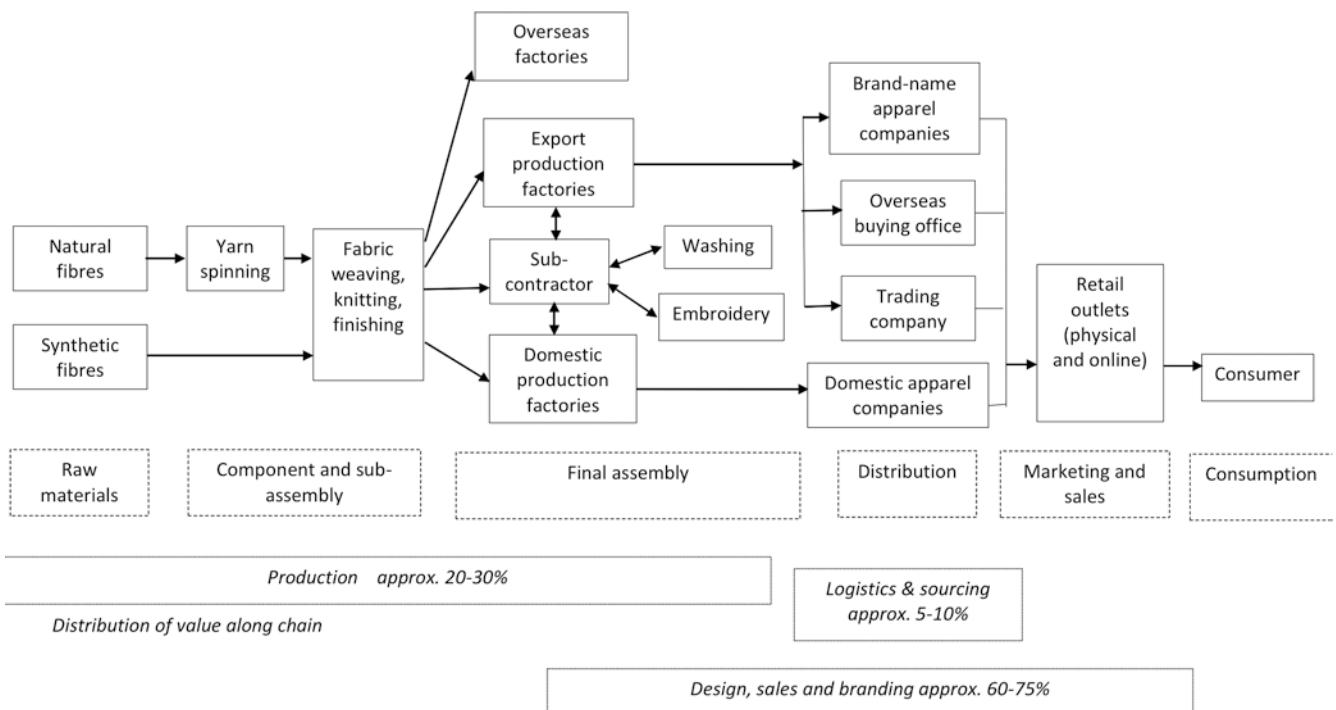 Overseas
factories
Brand-name
apparel
companies
Export
production
factories
Overseas
buying office
Natural
fibres
Yarn
spinning
Fabric
weaving,
knitting,
finishing
Sub-
contractor
Washing
Embroidery
Trading
company
Retail
outlets
(physical
and online)
Synthetic
fibres
Domestic
production
factories
Domestic apparel
companies
Consumer
Raw
materials
Component and sub-
assembly
Final assembly
Distribution
Marketing and
sales
Consumption
Production approx. 20-30%
Logistics & sourcing
approx. 5-10%
Distribution of value along chain
Design, sales and branding approx. 60-75%